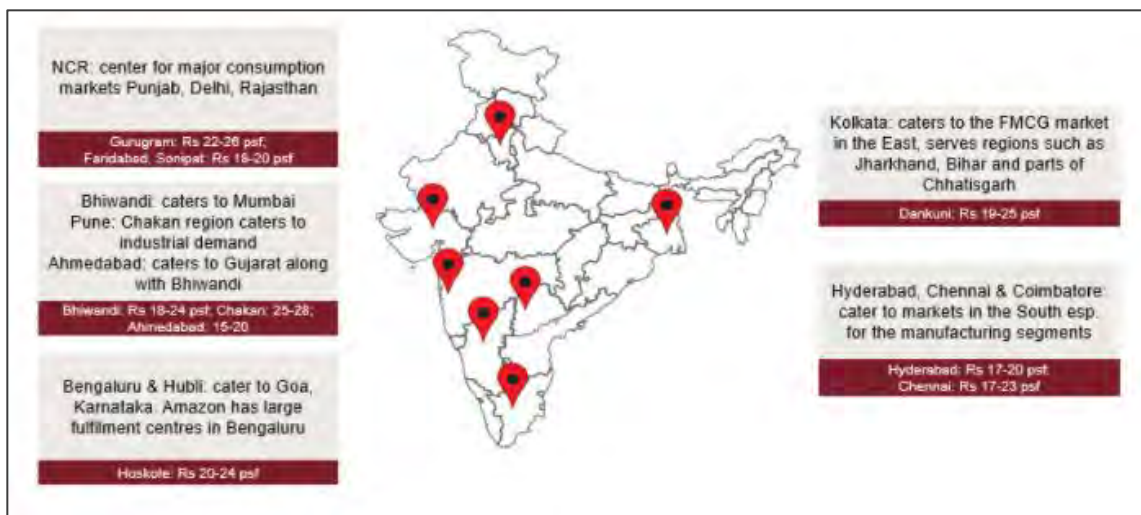 NCR: center for major consumption
markets Punjab, Delhi, Rajasthan
Gurugram: Rs 22-26 psf;
Faridabad, Sonipat: Rs 18-20 psf
Bhiwandi: caters to Mumbai
Pune: Chakan region caters to
industrial demand
Ahmedabad: caters to Gujarat along
with Bhiwandi
Bhiwandi: Rs 18-24 psf; Chakan: 25-28;
Ahmedabad: 15-20
Bengaluru & Hubli: cater to Goa,
Karnataka. Amazon has large
fulfilment centres in Bengaluru
Hoskote: Rs 20-24 psf
Kolkata: caters to the FMCG market
in the East, serves regions such as
Jharkhand, Bihar and parts of
Chhatisgarh
Dankuni: Rs 19-25 psf
Hyderabad, Chennai & Coimbatore:
cater to markets in the South esp.
for the manufacturing segments
Hyderabad: Rs 17-20 psf;
Chennai: Rs 17-23 psf